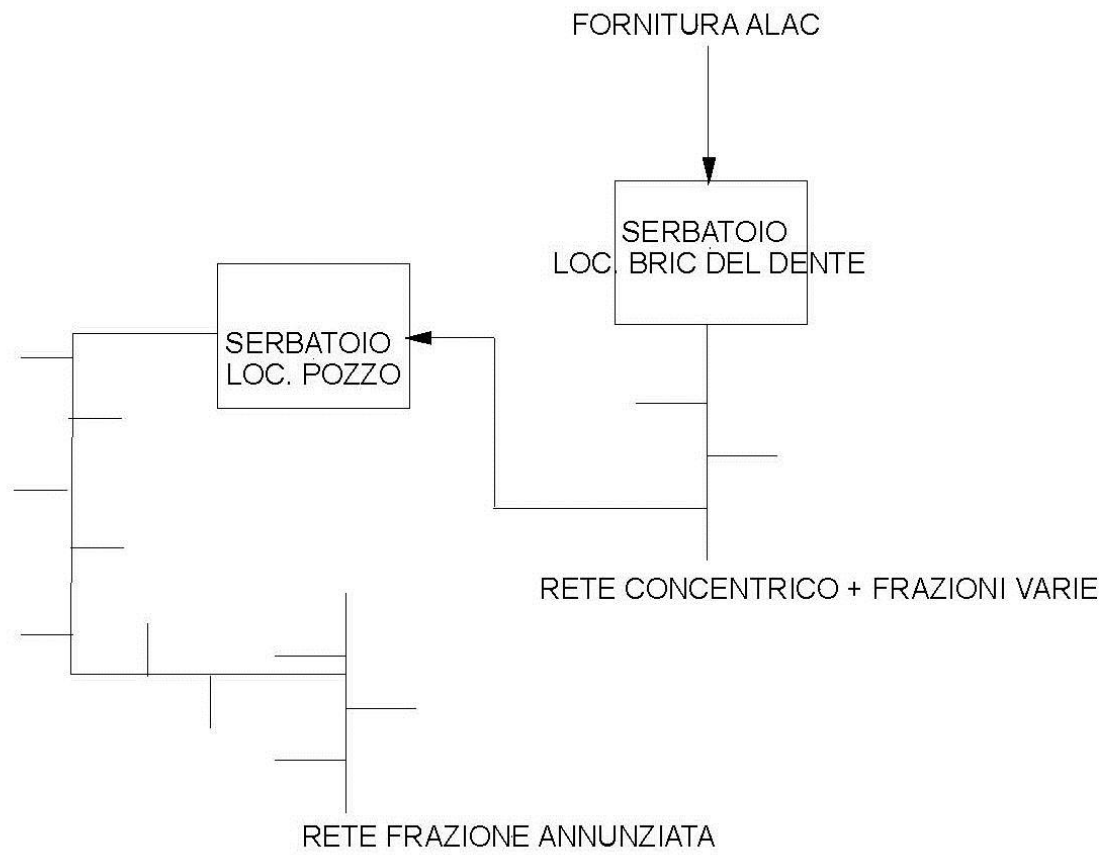 FORNITURA ALAC
SERBATOIO
LOC. BRIC DEL DENTE
SERBATOIO
LOC. POZZO
RETE CONCENTRICO + FRAZIONI VARIE
RETE FRAZIONE ANNUNZIATA